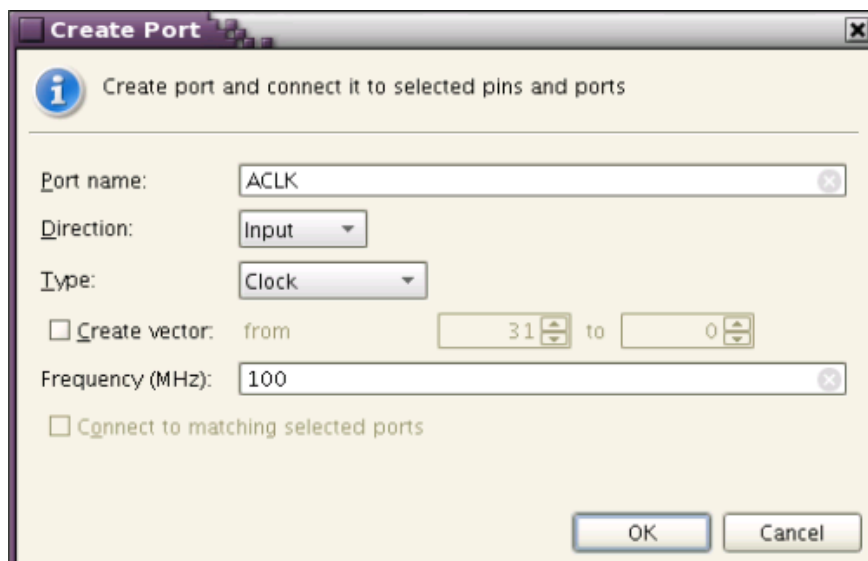 Create Port
Create port and connect it to selected pins and ports
Port name: ACLK
Direction: Input
Type: Clock
Create vector: from 31 to 0
Frequency (MHz): 100
Connect to matching selected ports
OK Cancel